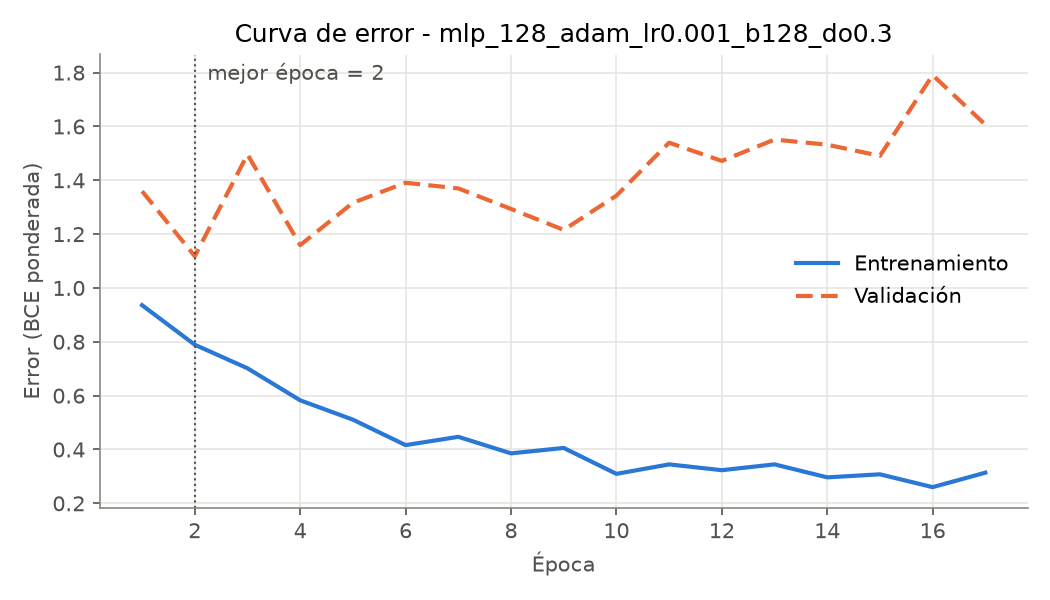 Curva de error - mlp_128_adam_lr0.001_b128_do0.3
mejor época = 2
Error (BCE ponderada)
1.8
1.6
1.4
1.2
1.0
0.8
0.6
0.4
0.2
Entrenamiento
Validación
2 4 6 8 10 12 14 16
Época